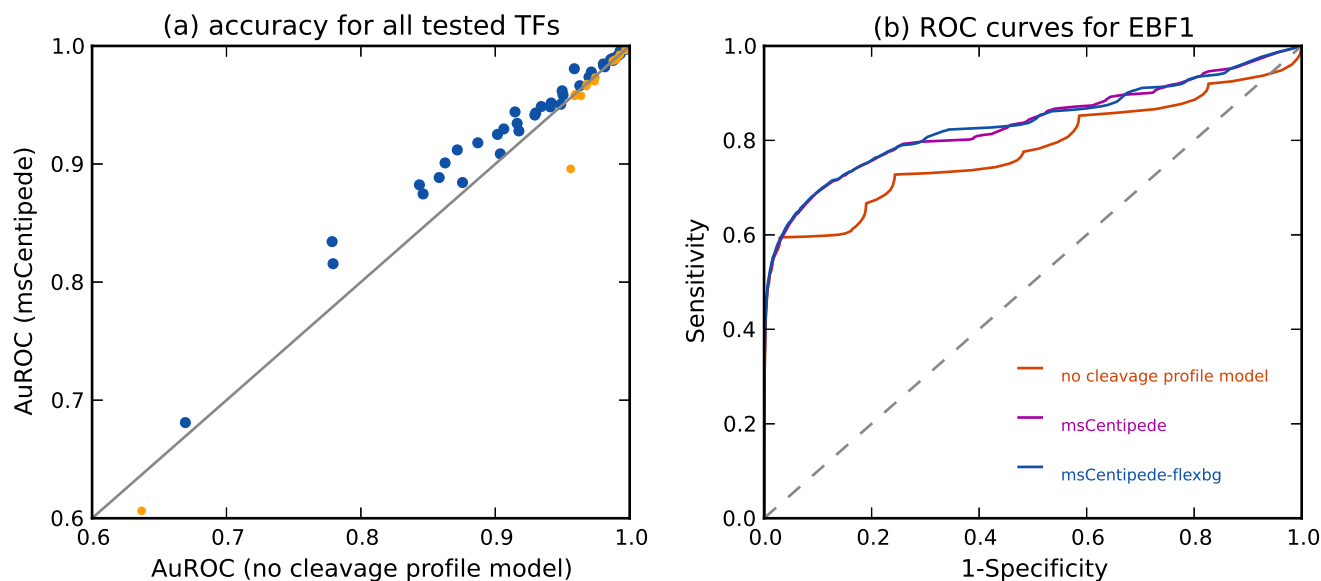 (a) accuracy for all tested TFs
1.0
0.9
0.8
0.7
0.6
AuROC (msCentipede)
0.6 0.7 0.8 0.9 1.0
AuROC (no cleavage profile model)
(b) ROC curves for EBF1
1.0
0.8
0.6
0.4
0.2
0.0
Sensitivity
no cleavage profile model
msCentipede
msCentipede-flexbg
0.0 0.2 0.4 0.6 0.8 1.0
1-Specificity